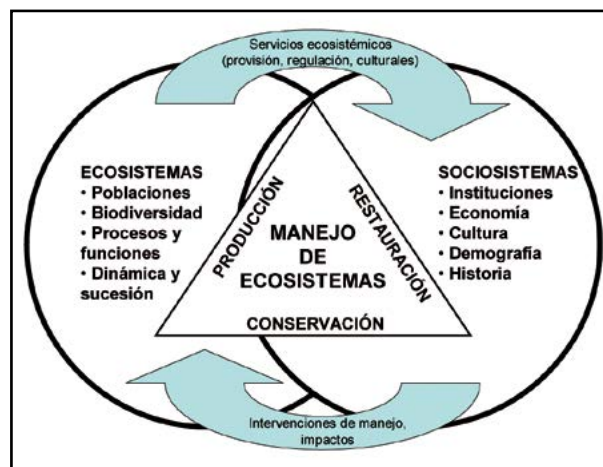 Servicios ecosistémicos
(provisión, regulación, culturales)
ECOSISTEMAS
• Poblaciones
• Biodiversidad
• Procesos y
funciones
• Dinámica y
sucesión
PRODUCCIÓN
MANEJO
DE
ECOSISTEMAS
RESTAURACIÓN
CONSERVACIÓN
SOCIOSISTEMAS
• Instituciones
• Economía
• Cultura
• Demografía
• Historia
Intervenciones de manejo,
impactos